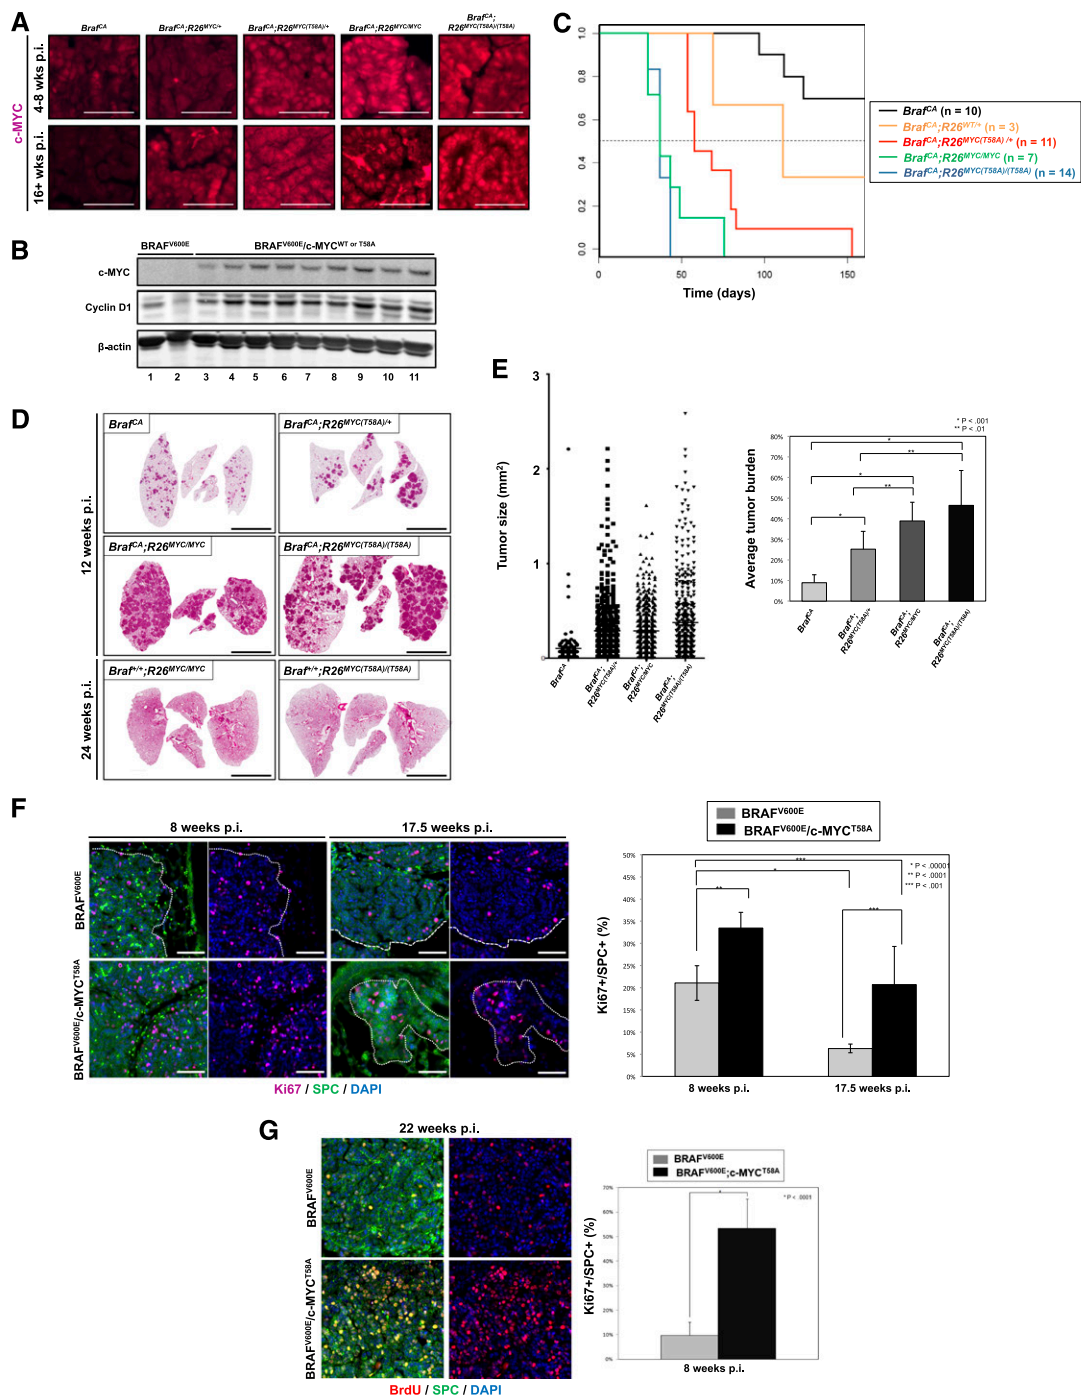 A
Braf^CA
Braf^CA;R26^MYC/+
Braf^CA;R26^MYC(T58A)/+
Braf^CA;R26^MYC/MYC
Braf^CA;
R26^MYC(T58A)/(T58A)
c-MYC
4-8 wks p.i.
16+ wks p.i.
B
BRAF^V600E
BRAF^V600E/c-MYC^WT or T58A
c-MYC
Cyclin D1
β-actin
1 2 3 4 5 6 7 8 9 10 11
C
1.0
0.8
0.6
0.4
0.2
0.0
0 50 100 150
Time (days)
Braf^CA (n = 10)
Braf^CA;R26^WT/+ (n = 3)
Braf^CA;R26^MYC(T58A) /+ (n = 11)
Braf^CA;R26^MYC/MYC (n = 7)
Braf^CA;R26^MYC(T58A)/(T58A) (n = 14)
D
12 weeks p.i.
Braf^CA
Braf^CA;R26^MYC(T58A)/+
Braf^CA;R26^MYC/MYC
Braf^CA;R26^MYC(T58A)/(T58A)
24 weeks p.i.
Braf^+/+;R26^MYC/MYC
Braf^+/+;R26^MYC(T58A)/(T58A)
E
Tumor size (mm²)
3
2
1
0
Braf^CA
Braf^CA;
R26^MYC(T58A)/+
Braf^CA;
R26^MYC/MYC
Braf^CA;
R26^MYC(T58A)/(T58A)
* P < .001
** P < .01
Average tumor burden
80%
70%
60%
50%
40%
30%
20%
10%
0%
*
**
*
**
*
Braf^CA
Braf^CA;
R26^MYC(T58A)/+
Braf^CA;
R26^MYC/MYC
Braf^CA;
R26^MYC(T58A)/(T58A)
F
8 weeks p.i.
17.5 weeks p.i.
BRAF^V600E
BRAF^V600E/c-MYC^T58A
Ki67 / SPC / DAPI
BRAF^V600E
BRAF^V600E/c-MYC^T58A
Ki67+/SPC+ (%)
50%
45%
40%
35%
30%
25%
20%
15%
10%
5%
0%
***
*
**
***
* P < .00001
** P < .0001
*** P < .001
8 weeks p.i.
17.5 weeks p.i.
G
22 weeks p.i.
BRAF^V600E
BRAF^V600E/c-MYC^T58A
BrdU / SPC / DAPI
BRAF^V600E
BRAF^V600E;c-MYC^T58A
Ki67+/SPC+ (%)
70%
60%
50%
40%
30%
20%
10%
0%
*
* P < .0001
8 weeks p.i.